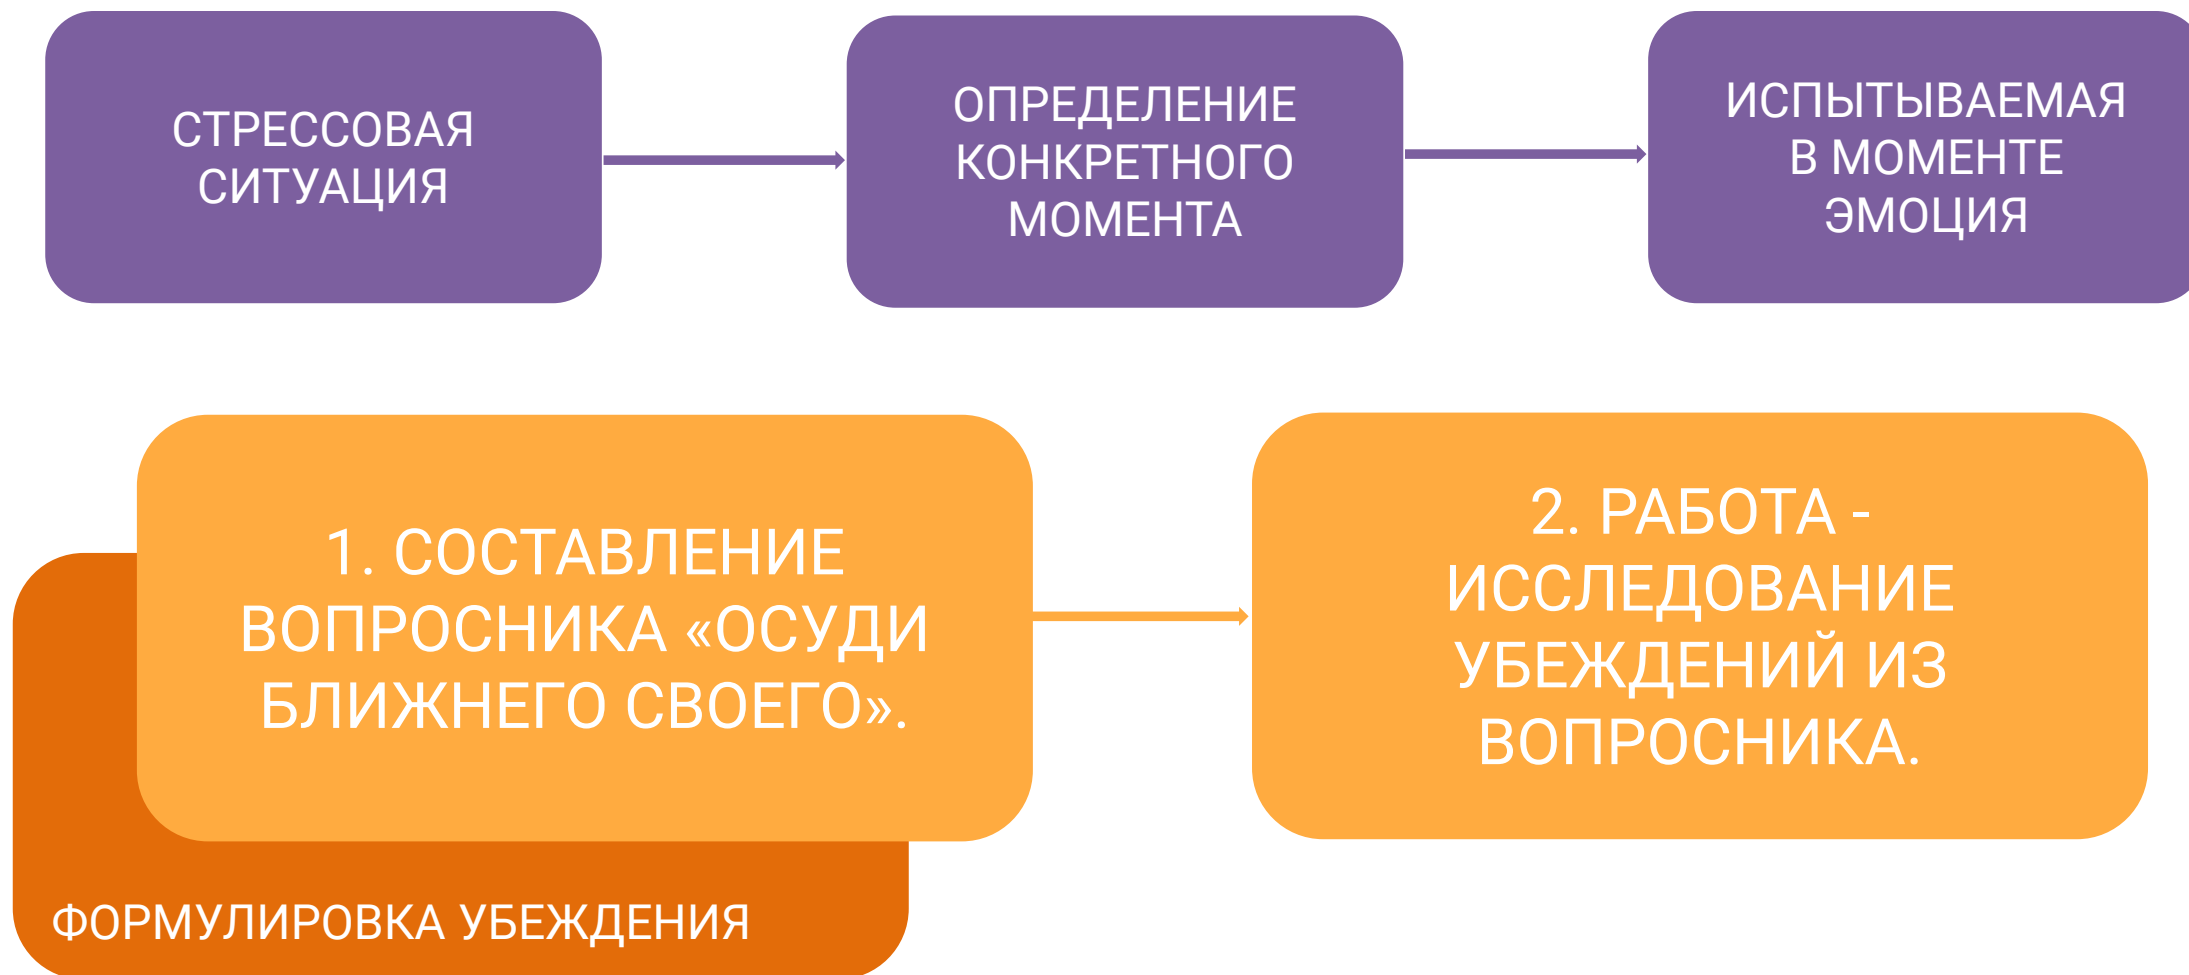 СТРЕССОВАЯ
СИТУАЦИЯ
ОПРЕДЕЛЕНИЕ
КОНКРЕТНОГО
МОМЕНТА
ИСПЫТЫВАЕМАЯ
В МОМЕНТЕ
ЭМОЦИЯ
1. СОСТАВЛЕНИЕ
ВОПРОСНИКА «ОСУДИ
БЛИЖНЕГО СВОЕГО».
2. РАБОТА -
ИССЛЕДОВАНИЕ
УБЕЖДЕНИЙ ИЗ
ВОПРОСНИКА.
ФОРМУЛИРОВКА УБЕЖДЕНИЯ